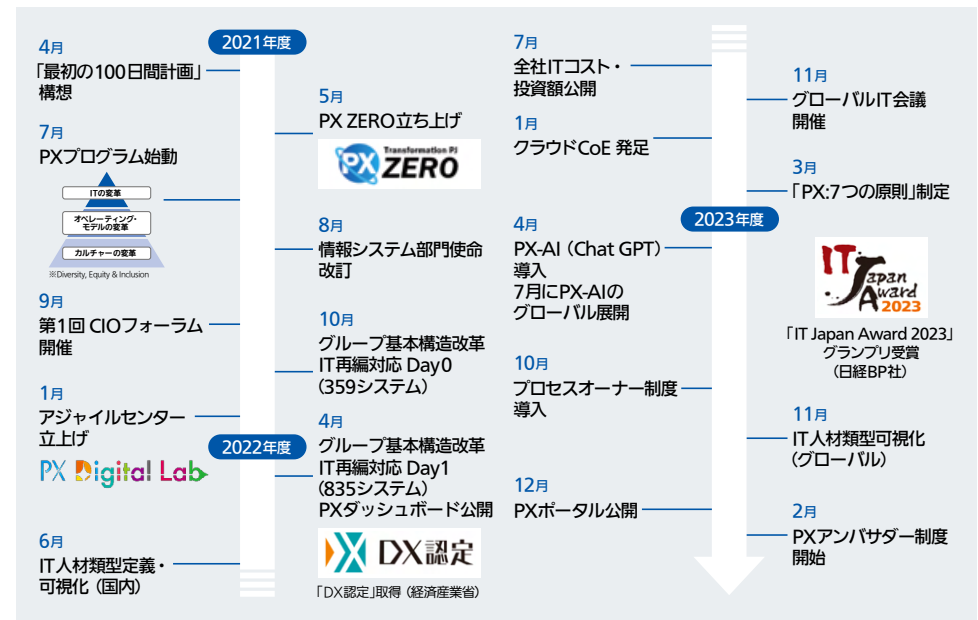 2021年度
4月
「最初の100日間計画」
構想
5月
PX ZERO立ち上げ
Transformation PJ
PX ZERO
7月
PXプログラム始動
ITの変革
オペレーティング・
モデルの変革
カルチャーの変革
※Diversity, Equity & Inclusion
8月
情報システム部門使命
改訂
9月
第1回 CIOフォーラム
開催
10月
グループ基本構造改革
IT再編対応 Day0
(359システム)
1月
アジャイルセンター
立上げ
PX Digital Lab
2022年度
4月
グループ基本構造改革
IT再編対応 Day1
(835システム)
PXダッシュボード公開
DX認定
「DX認定」取得（経済産業省）
6月
IT人材類型定義・
可視化（国内）
7月
全社ITコスト・
投資額公開
11月
グローバルIT会議
開催
1月
クラウドCoE 発足
3月
「PX:7つの原則」制定
2023年度
4月
PX-AI（Chat GPT）
導入
7月にPX-AIの
グローバル展開
IT Japan
Award
2023
「IT Japan Award 2023」
グランプリ受賞
（日経BP社）
10月
プロセスオーナー制度
導入
11月
IT人材類型可視化
（グローバル）
12月
PXポータル公開
2月
PXアンバサダー制度
開始